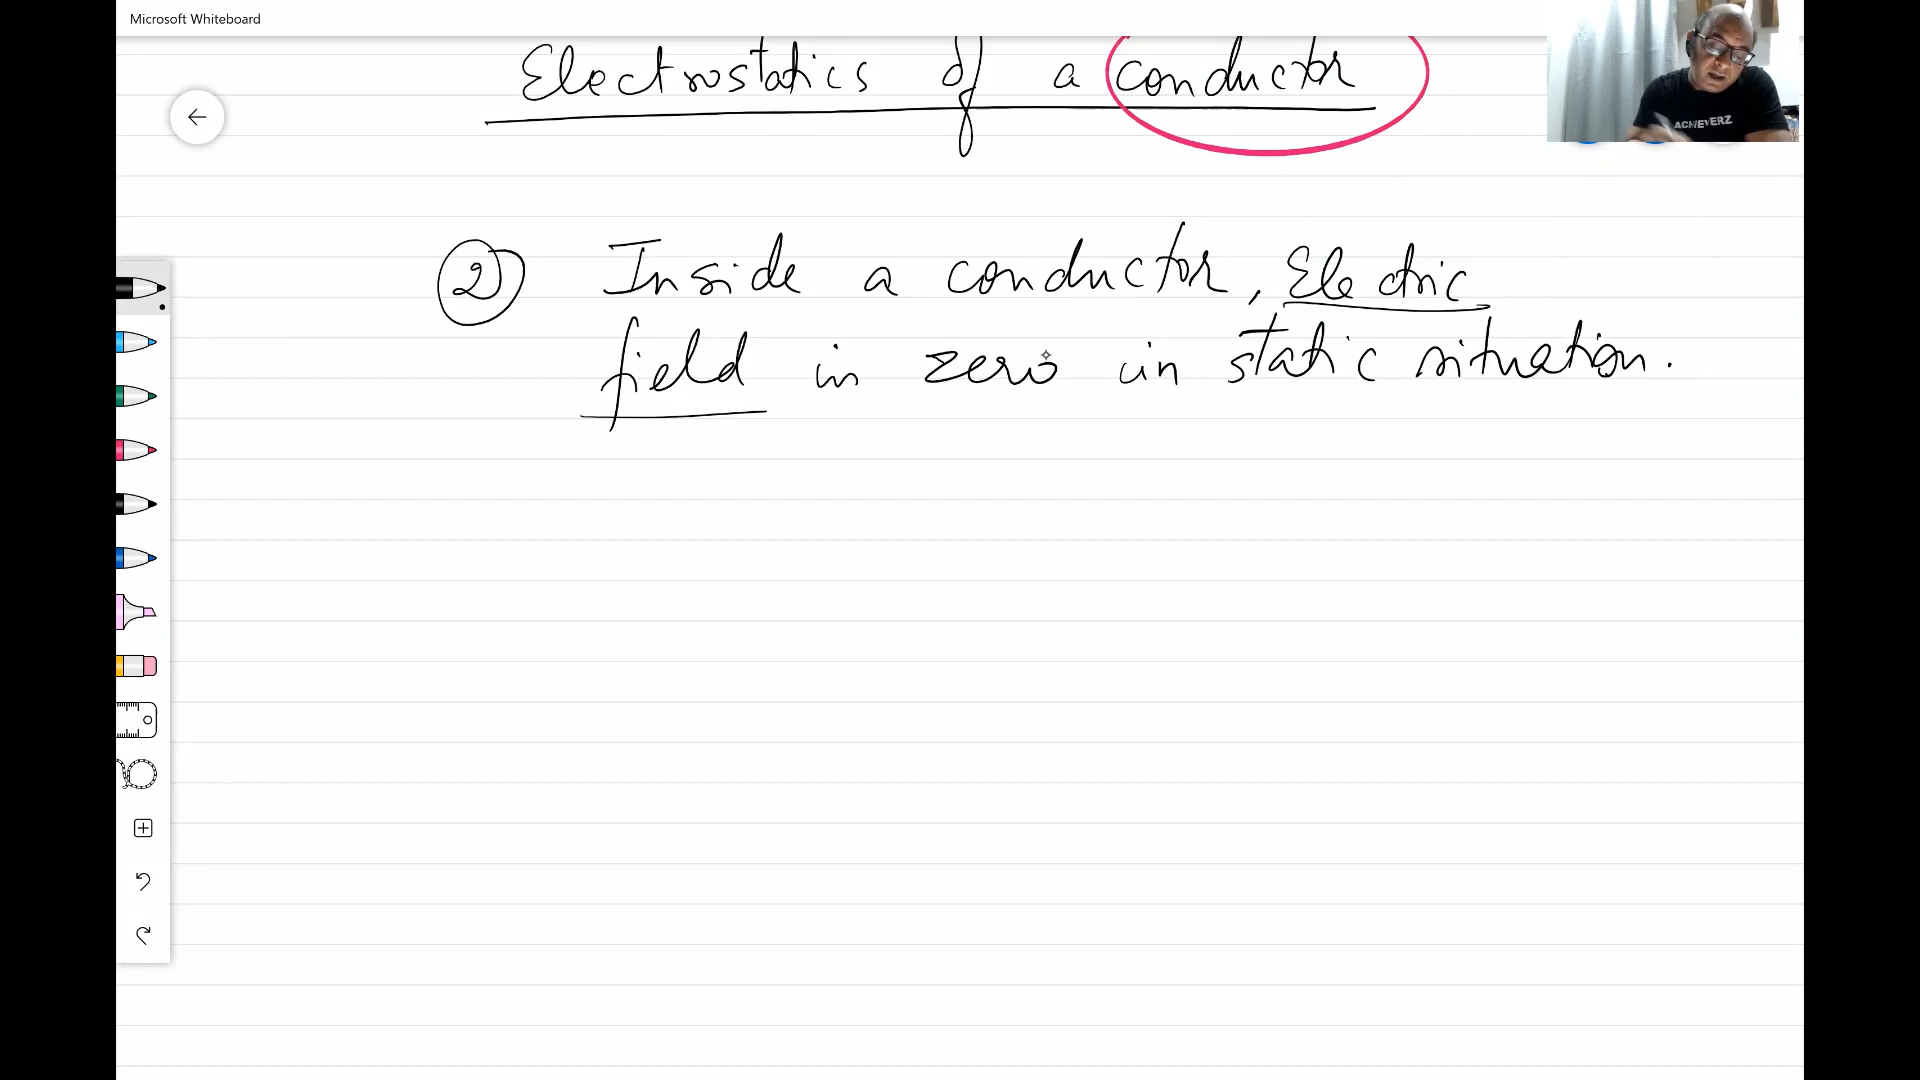 Microsoft Whiteboard
Electrostatics of a conductor
ACHIEVERZ
2 Inside a conductor, Electric
field is zero in static situation.